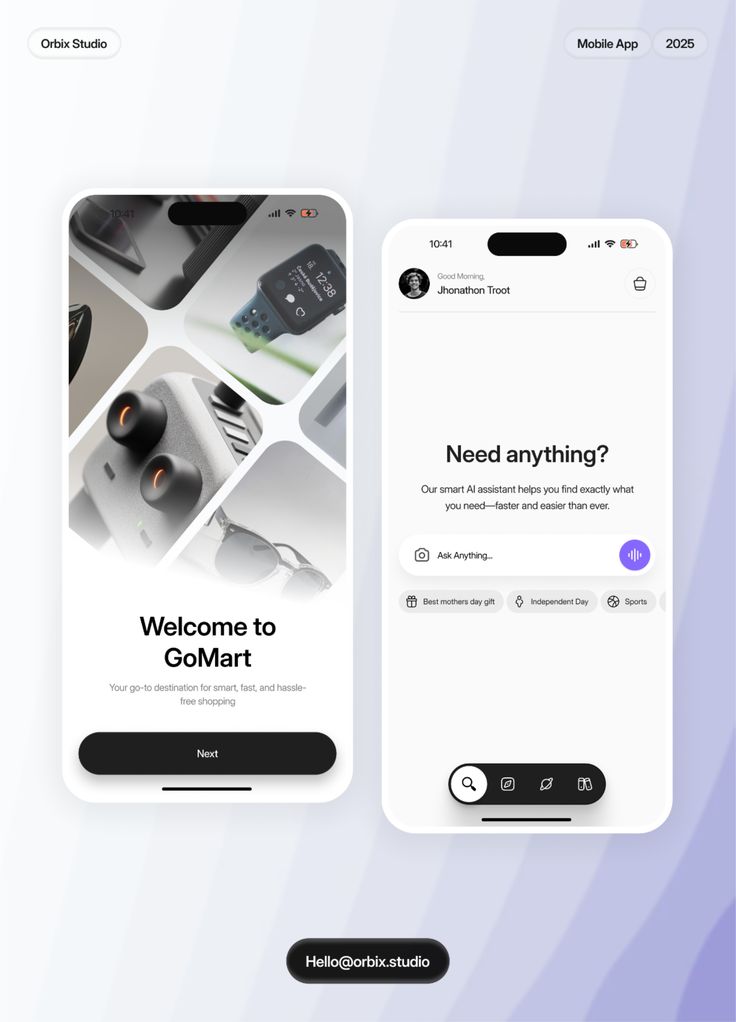 Orbix Studio
Mobile App
2025
10:41
12:38
Welcome to
GoMart
Your go-to destination for smart, fast, and hassle-
free shopping
Next
10:41
Good Morning,
Jhonathon Troot
Need anything?
Our smart AI assistant helps you find exactly what
you need—faster and easier than ever.
Ask Anything...
Best mothers day gift
Independent Day
Sports
Hello@orbix.studio